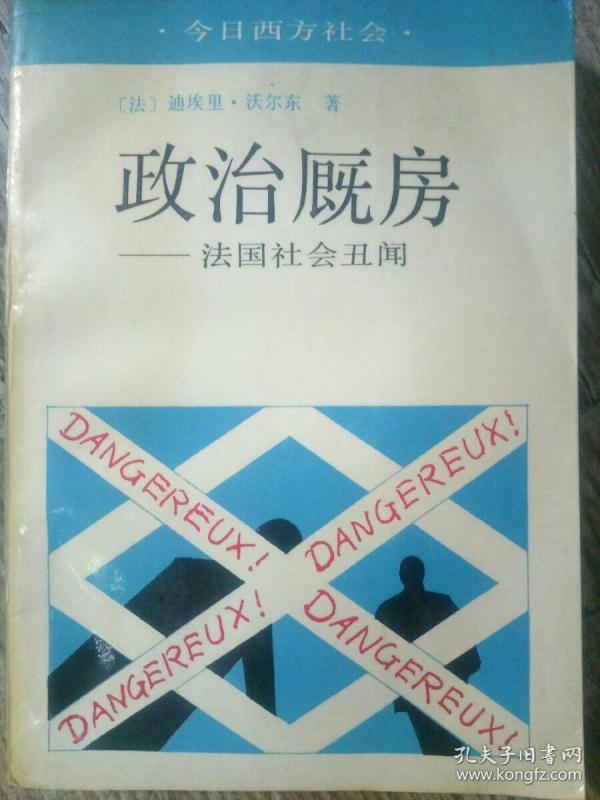 ·今日西方社会·
〔法〕迪埃里·沃尔东 著
政治厩房
——法国社会丑闻
DANGEREUX!
DANGEREUX!
DANGEREUX!
DANGEREUX!
孔夫子旧書网
www.kongfz.com